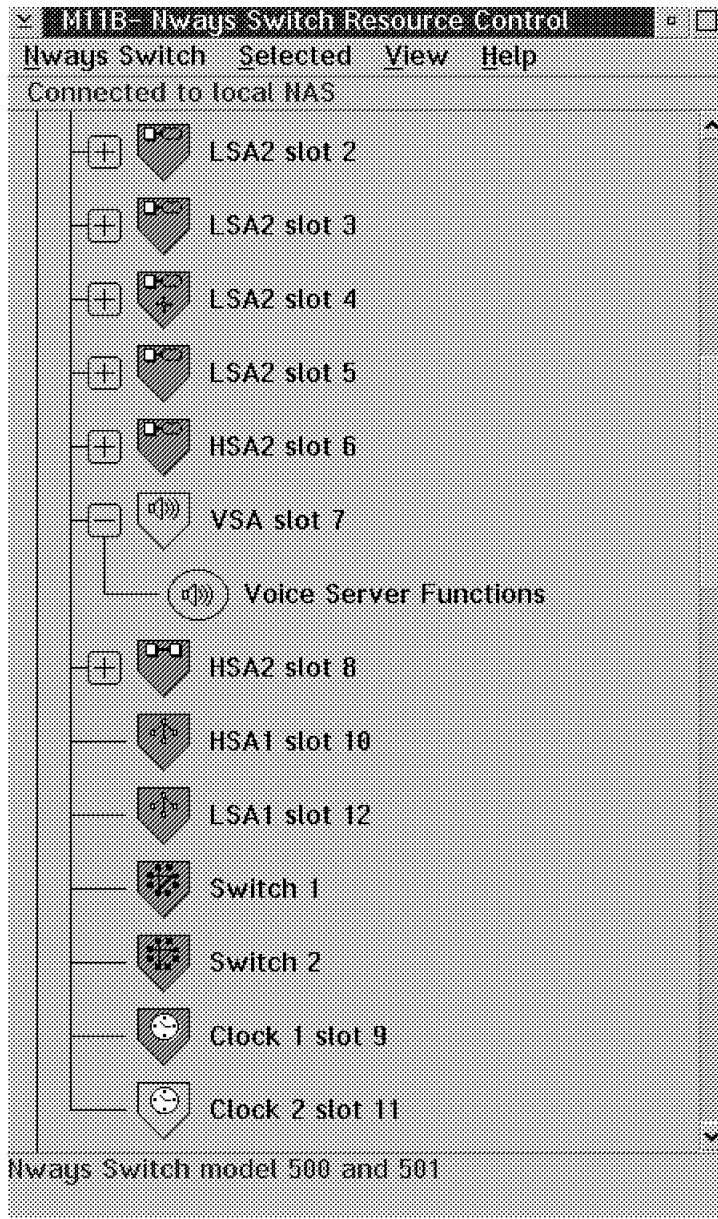 M11B- Nways Switch Resource Control
Nways Switch Selected View Help
Connected to local NAS
LSA2 slot 2
LSA2 slot 3
LSA2 slot 4
LSA2 slot 5
HSA2 slot 6
VSA slot 7
Voice Server Functions
HSA2 slot 8
HSA1 slot 10
LSA1 slot 12
Switch 1
Switch 2
Clock 1 slot 9
Clock 2 slot 11
Nways Switch model 500 and 501